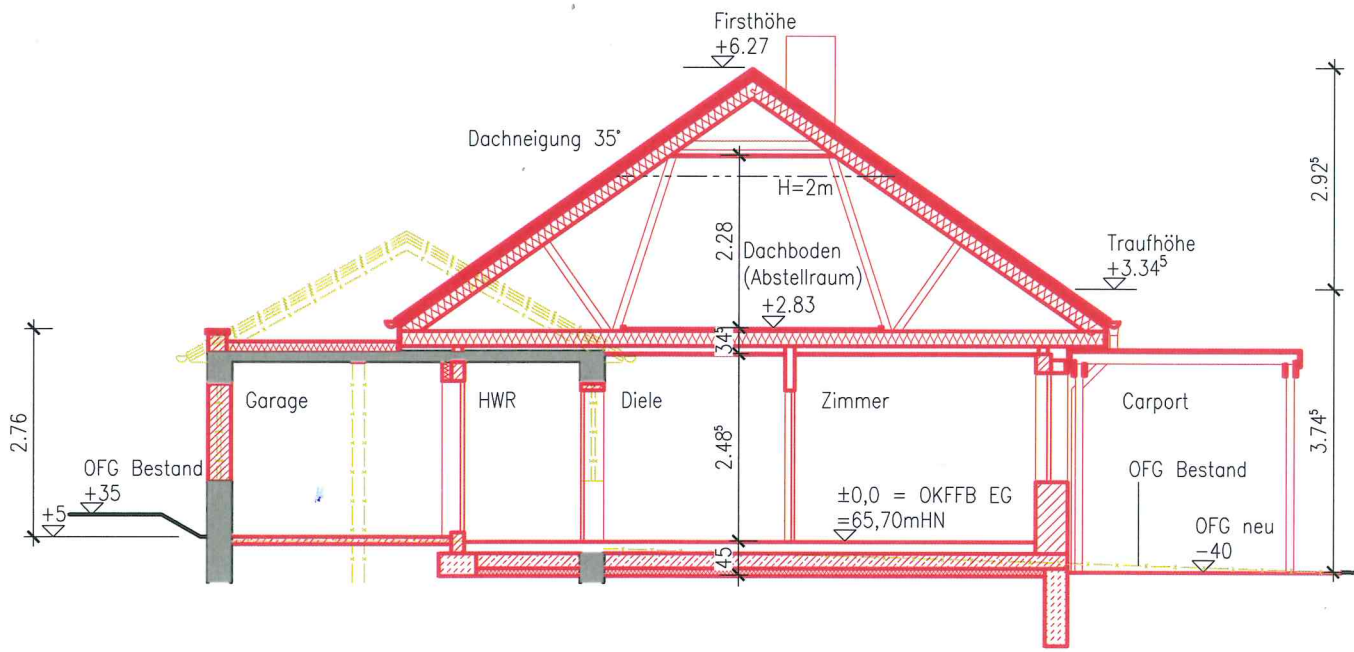 Firsthöhe
+6.27
Dachneigung 35°
H=2m
2.28
2.92⁵
Dachboden
(Abstellraum)
+2.83
Traufhöhe
+3.34⁵
34⁵
Garage
HWR
Diele
Zimmer
Carport
2.76
2.48⁵
3.74⁵
OFG Bestand
+35
+5
±0,0 = OKFFB EG
=65,70mHN
OFG Bestand
OFG neu
-40
45